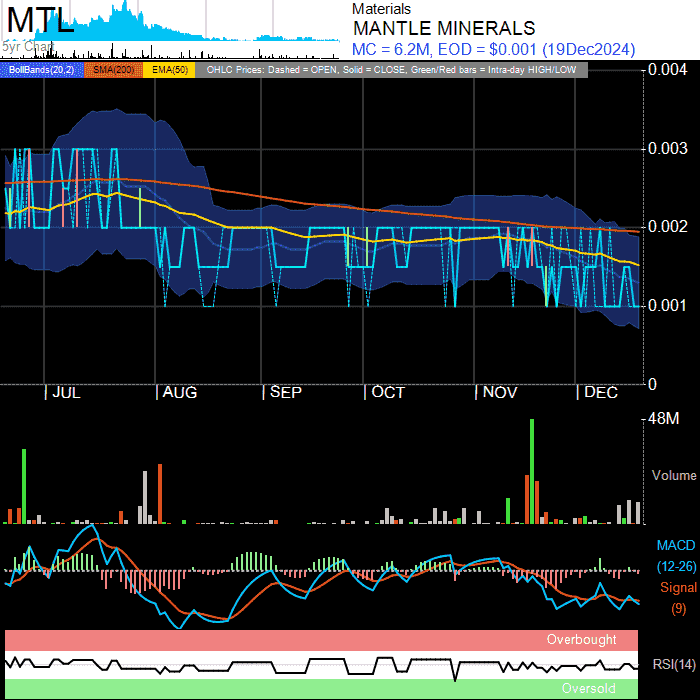 MTL
5yr Chart
Materials
MANTLE MINERALS
MC = 6.2M, EOD = $0.001 (19Dec2024)
BollBands(20,2) SMA(200) EMA(50) OHLC Prices: Dashed = OPEN, Solid = CLOSE, Green/Red bars = Intra-day HIGH/LOW
0.004
0.003
0.002
0.001
0
JUL AUG SEP OCT NOV DEC
48M
Volume
MACD
(12-26)
Signal
(9)
Overbought
RSI(14)
Oversold